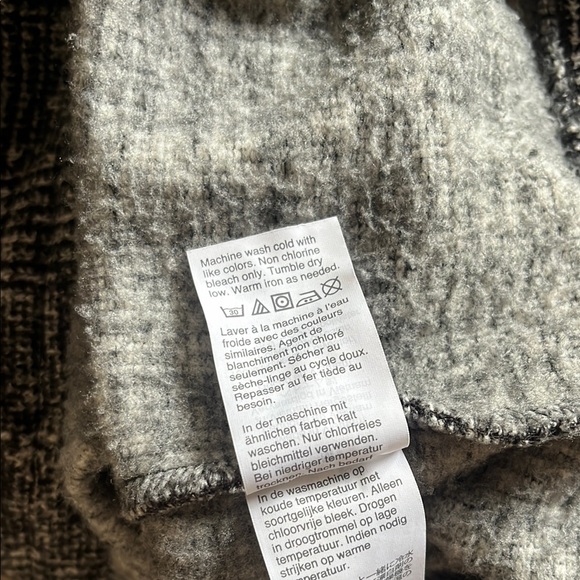 Machine wash cold with
like colors. Non chlorine
bleach only. Tumble dry
low. Warm iron as needed.
30
Laver à la machine à l'eau
froide avec des couleurs
similaires. Agent de
blanchiment non chloré
seulement. Sécher au
sèche-linge au cycle doux.
Repasser au fer liède au
besoin.
In der maschine mit
ähnlichen farben kalt
waschen. Nur chlorfreies
bleichmittel verwenden.
Bei niedriger temperatur
trocknen. Nach bedarf
In de wasmachine op
koude temperatuur met
soortgelijke kleuren. Alleen
chloorvrije bleek. Drogen
in droogtrommel op lage
temperatuur. Indien nodig
strijken op warme
temperatuur.